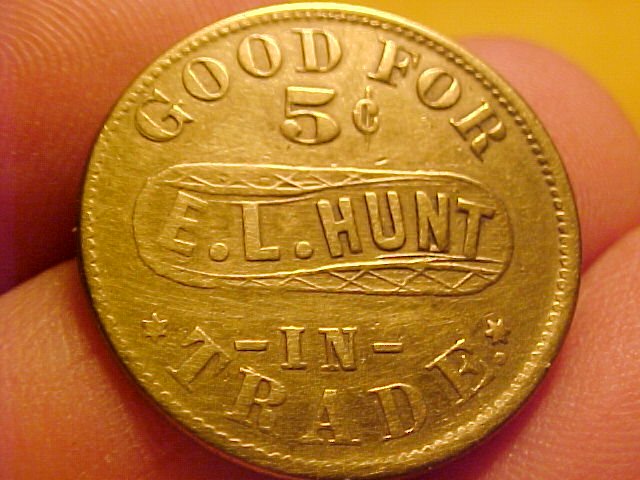 GOOD FOR
5¢
E.L.HUNT
-IN-
TRADE